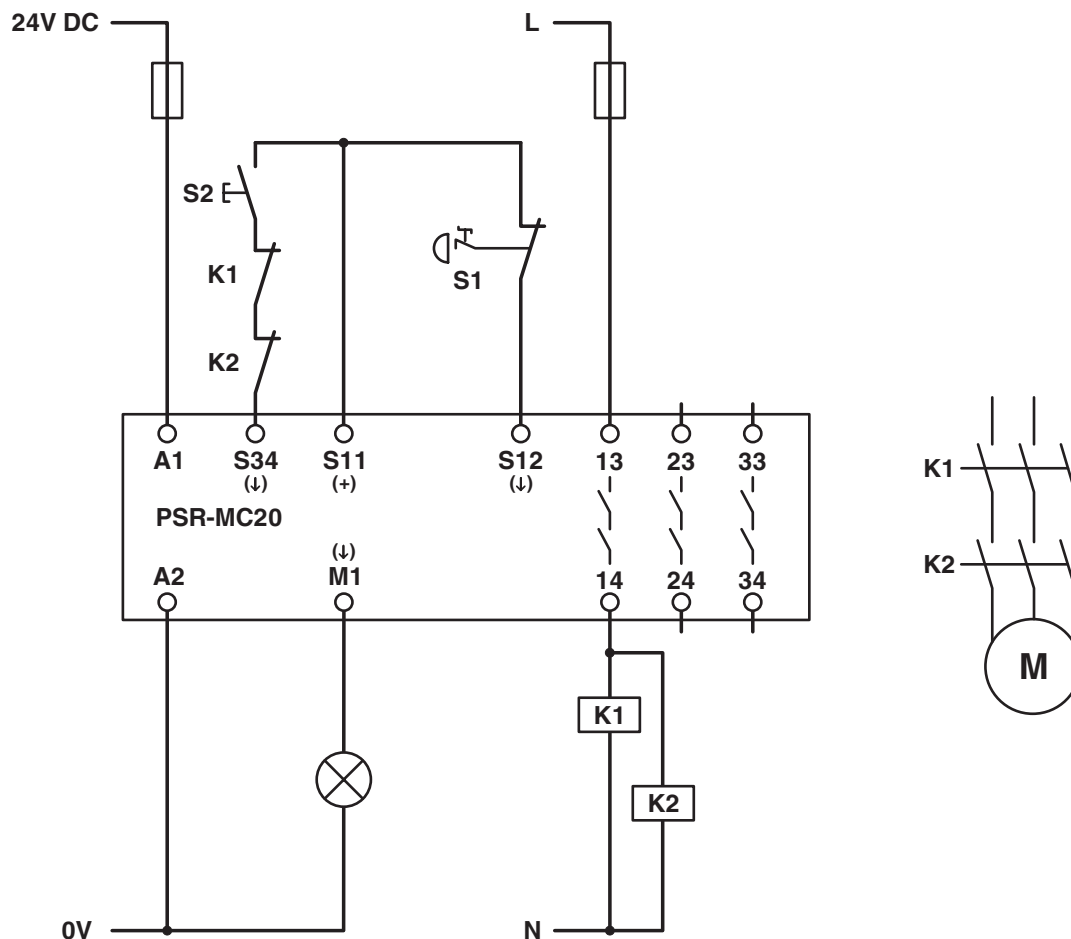 24V DC
L
S2
K1
S1
K2
A1
S34
S11
S12
13
23
33
(↓)
(+)
(↓)
PSR-MC20
(↓)
A2
M1
14
24
34
K1
K2
0V
N
K1
K2
M